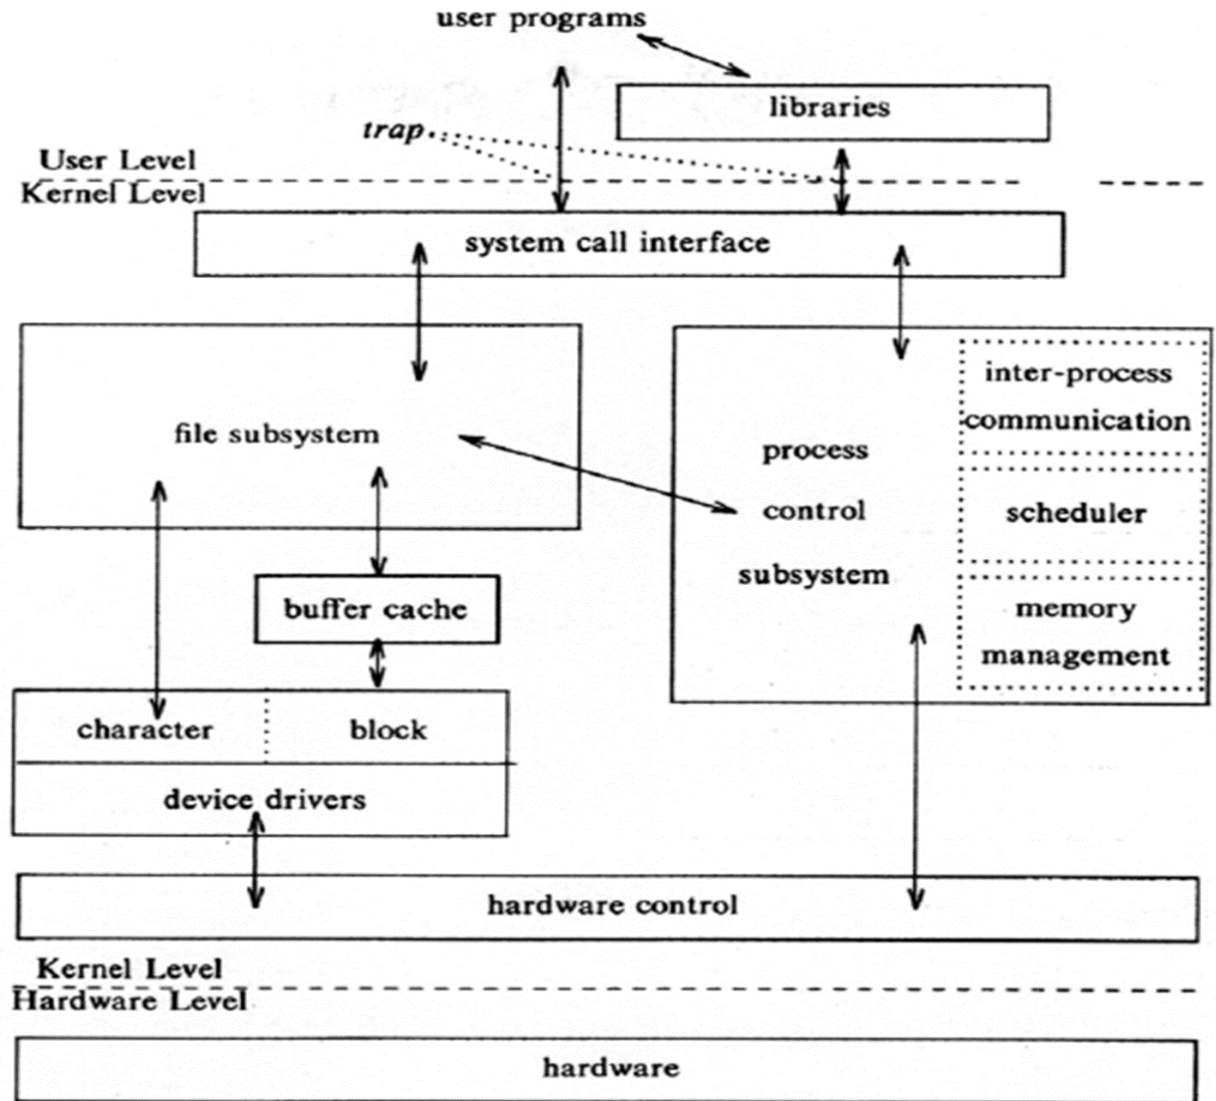 user programs
libraries
trap
User Level
Kernel Level
system call interface
file subsystem
inter-process
communication
process
control
subsystem
scheduler
memory
management
buffer cache
character
block
device drivers
hardware control
Kernel Level
Hardware Level
hardware